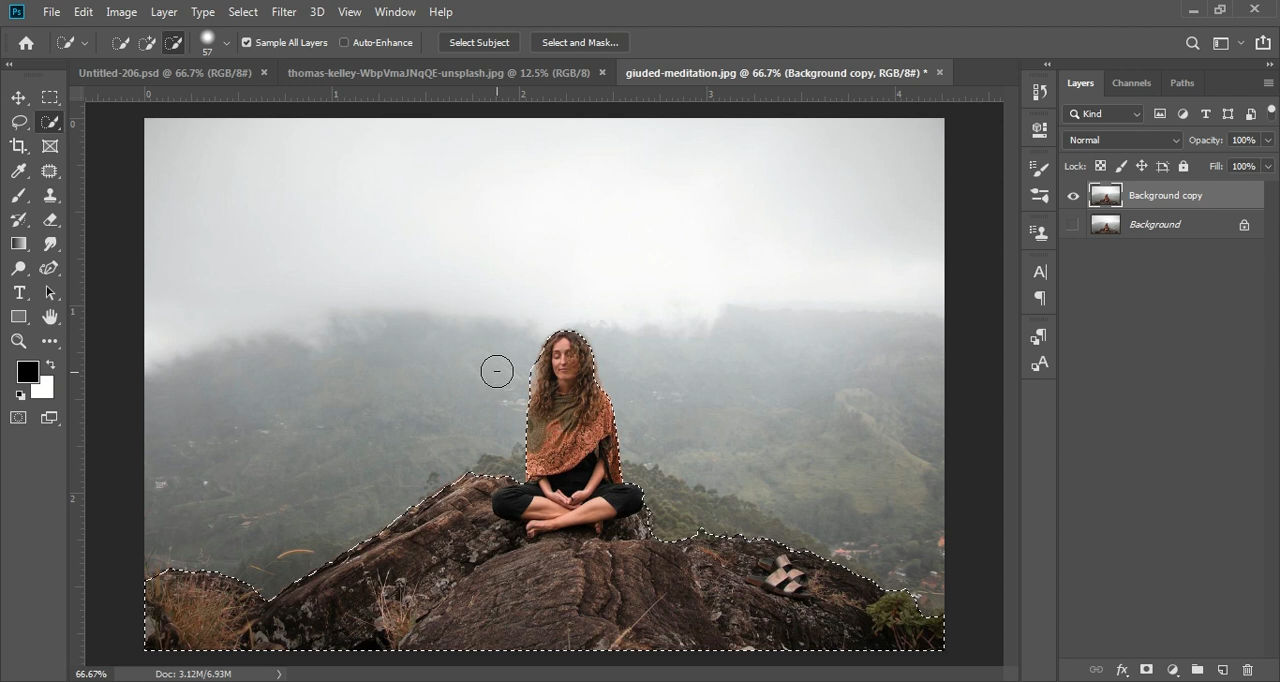 Ps File Edit Image Layer Type Select Filter 3D View Window Help
57 Sample All Layers Auto-Enhance Select Subject Select and Mask...
Untitled-206.psd @ 66.7% (RGB/8#) × thomas-kelley-WbpVmaJNqQE-unsplash.jpg @ 12.5% (RGB/8) × giuded-meditation.jpg @ 66.7% (Background copy, RGB/8#) * ×
Layers Channels Paths
0 1 2 3 4
Kind
Normal Opacity: 100%
Lock: Fill: 100%
Background copy
Background
0
1
2
66.67% Doc: 3.12M/6.93M